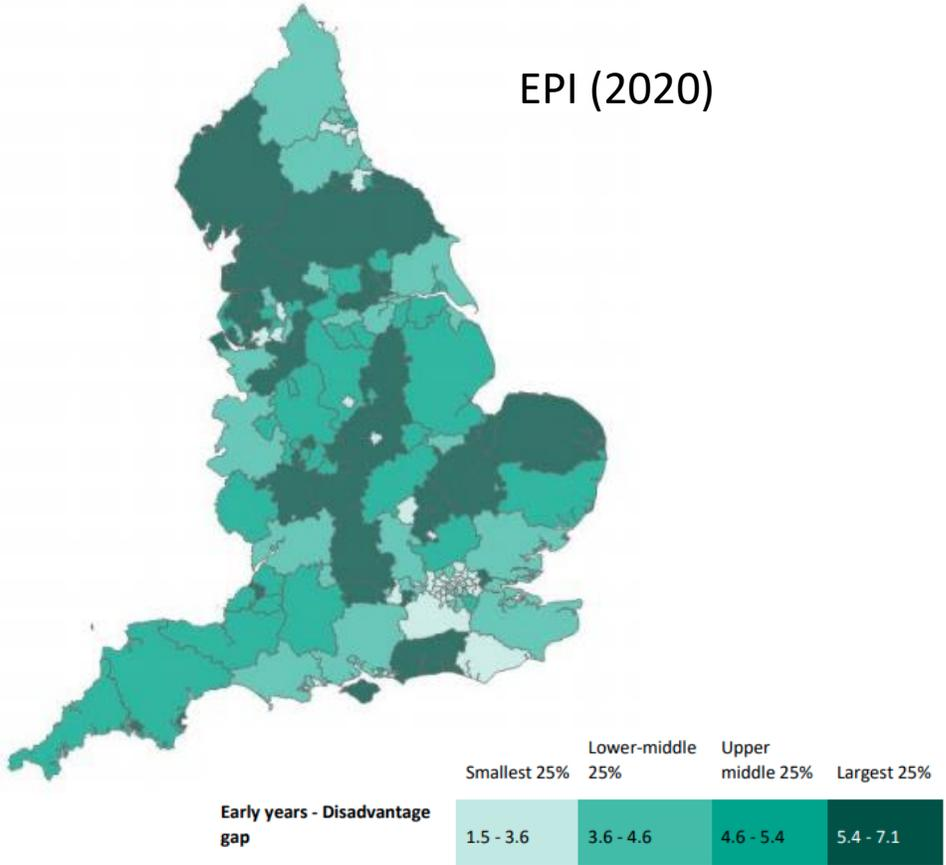 EPI (2020)
Smallest 25%
Lower-middle
25%
Upper
middle 25%
Largest 25%
Early years - Disadvantage
gap
1.5 - 3.6
3.6 - 4.6
4.6 - 5.4
5.4 - 7.1